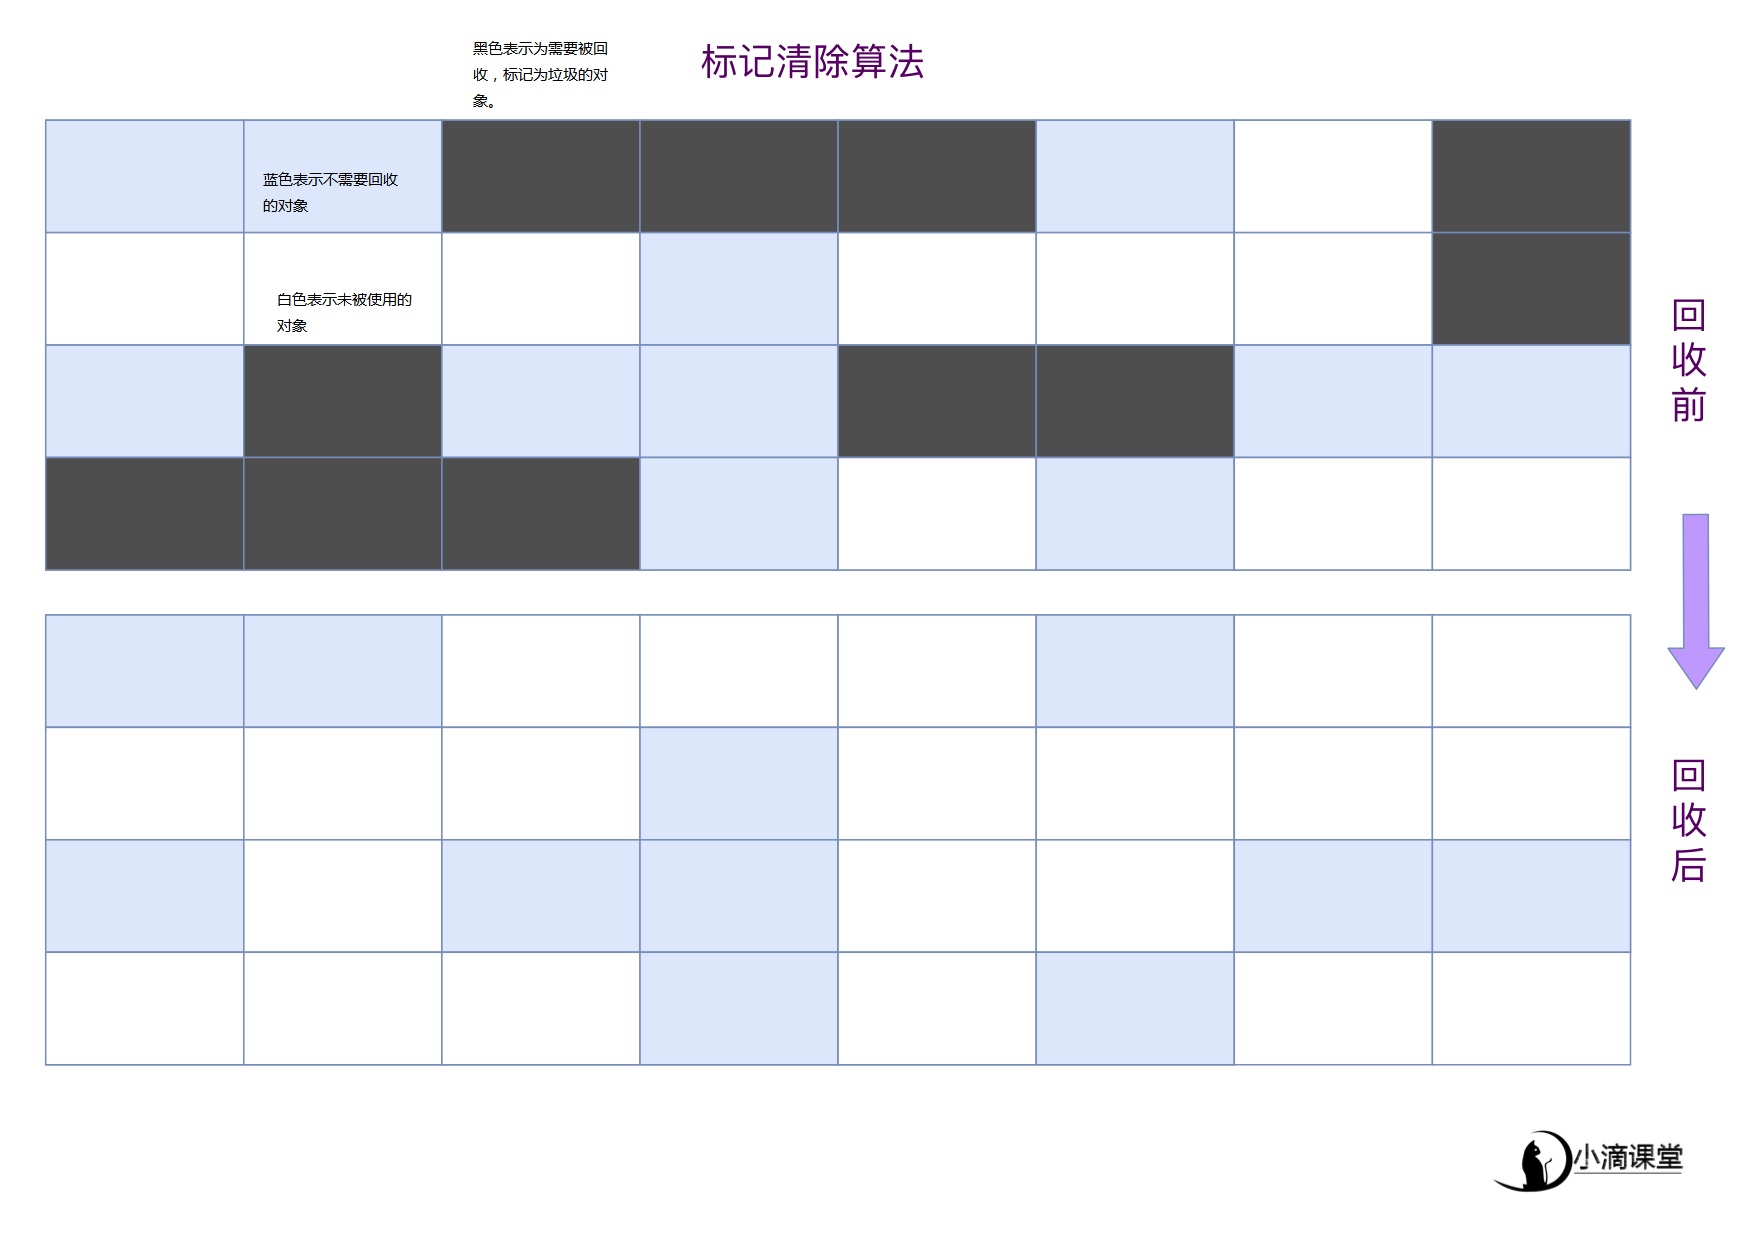 黑色表示为需要被回
收，标记为垃圾的对
象。
标记清除算法
蓝色表示不需要回收
的对象
白色表示未被使用的
对象
回
收
前
回
收
后
小滴课堂